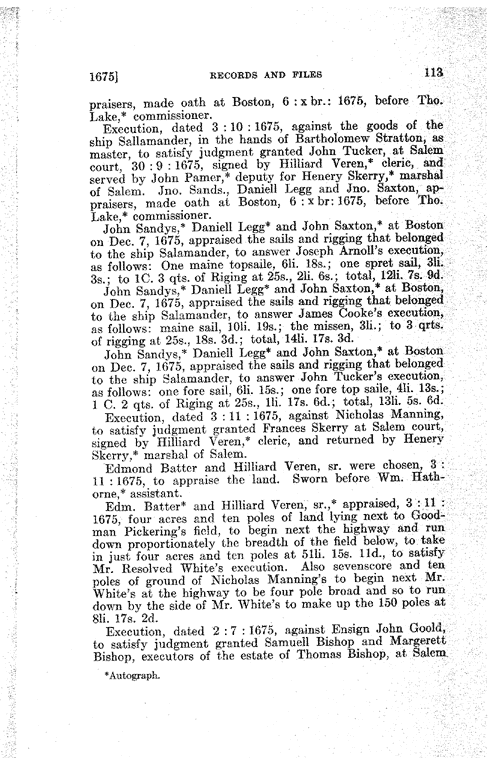 1675] RECORDS AND FILES 113
praisers, made oath at Boston, 6 : x br.: 1675, before Tho.
Lake,* commissioner.
Execution, dated 3 : 10 : 1675, against the goods of the
ship Sallamander, in the hands of Bartholomew Stratton, as
master, to satisfy judgment granted John Tucker, at Salem
court, 30 : 9 : 1675, signed by Hilliard Veren,* cleric, and
served by John Pamer,* deputy for Henery Skerry,* marshal
of Salem. Jno. Sands., Daniell Legg and Jno. Saxton, ap-
praisers, made oath at Boston, 6 : x br: 1675, before Tho.
Lake,* commissioner.
John Sandys,* Daniell Legg* and John Saxton,* at Boston
on Dec. 7, 1675, appraised the sails and rigging that belonged
to the ship Salamander, to answer Joseph Arnoll's execution,
as follows: One maine topsaile, 6li. 18s.; one spret sail, 3li.
3s.; to 1C. 3 qts. of Riging at 25s., 2li. 6s.; total, 12li. 7s. 9d.
John Sandys,* Daniell Legg* and John Saxton,* at Boston,
on Dec. 7, 1675, appraised the sails and rigging that belonged
to the ship Salamander, to answer James Cooke's execution,
as follows: maine sail, 10li. 19s.; the missen, 3li.; to 3 qrts.
of rigging at 25s., 18s. 3d.; total, 14li. 17s. 3d.
John Sandys,* Daniell Legg* and John Saxton,* at Boston
on Dec. 7, 1675, appraised the sails and rigging that belonged
to the ship Salamander, to answer John Tucker's execution,
as follows: one fore sail, 6li. 15s.; one fore top saile, 4li. 13s.;
1 C. 2 qts. of Riging at 25s., 1li. 17s. 6d.; total, 13li. 5s. 6d.
Execution, dated 3 : 11 : 1675, against Nicholas Manning,
to satisfy judgment granted Frances Skerry at Salem court,
signed by Hilliard Veren,* cleric, and returned by Henery
Skerry,* marshal of Salem.
Edmond Batter and Hilliard Veren, sr. were chosen, 3 :
11 : 1675, to appraise the land. Sworn before Wm. Hath-
orne,* assistant.
Edm. Batter* and Hilliard Veren, sr.,* appraised, 3 : 11 :
1675, four acres and ten poles of land lying next to Good-
man Pickering's field, to begin next the highway and run
down proportionately the breadth of the field below, to take
in just four acres and ten poles at 51li. 15s. 11d., to satisfy
Mr. Resolved White's execution. Also sevenscore and ten
poles of ground of Nicholas Manning's to begin next Mr.
White's at the highway to be four pole broad and so to run
down by the side of Mr. White's to make up the 150 poles at
8li. 17s. 2d.
Execution, dated 2 : 7 : 1675, against Ensign John Goold,
to satisfy judgment granted Samuell Bishop and Margerett
Bishop, executors of the estate of Thomas Bishop, at Salem
*Autograph.